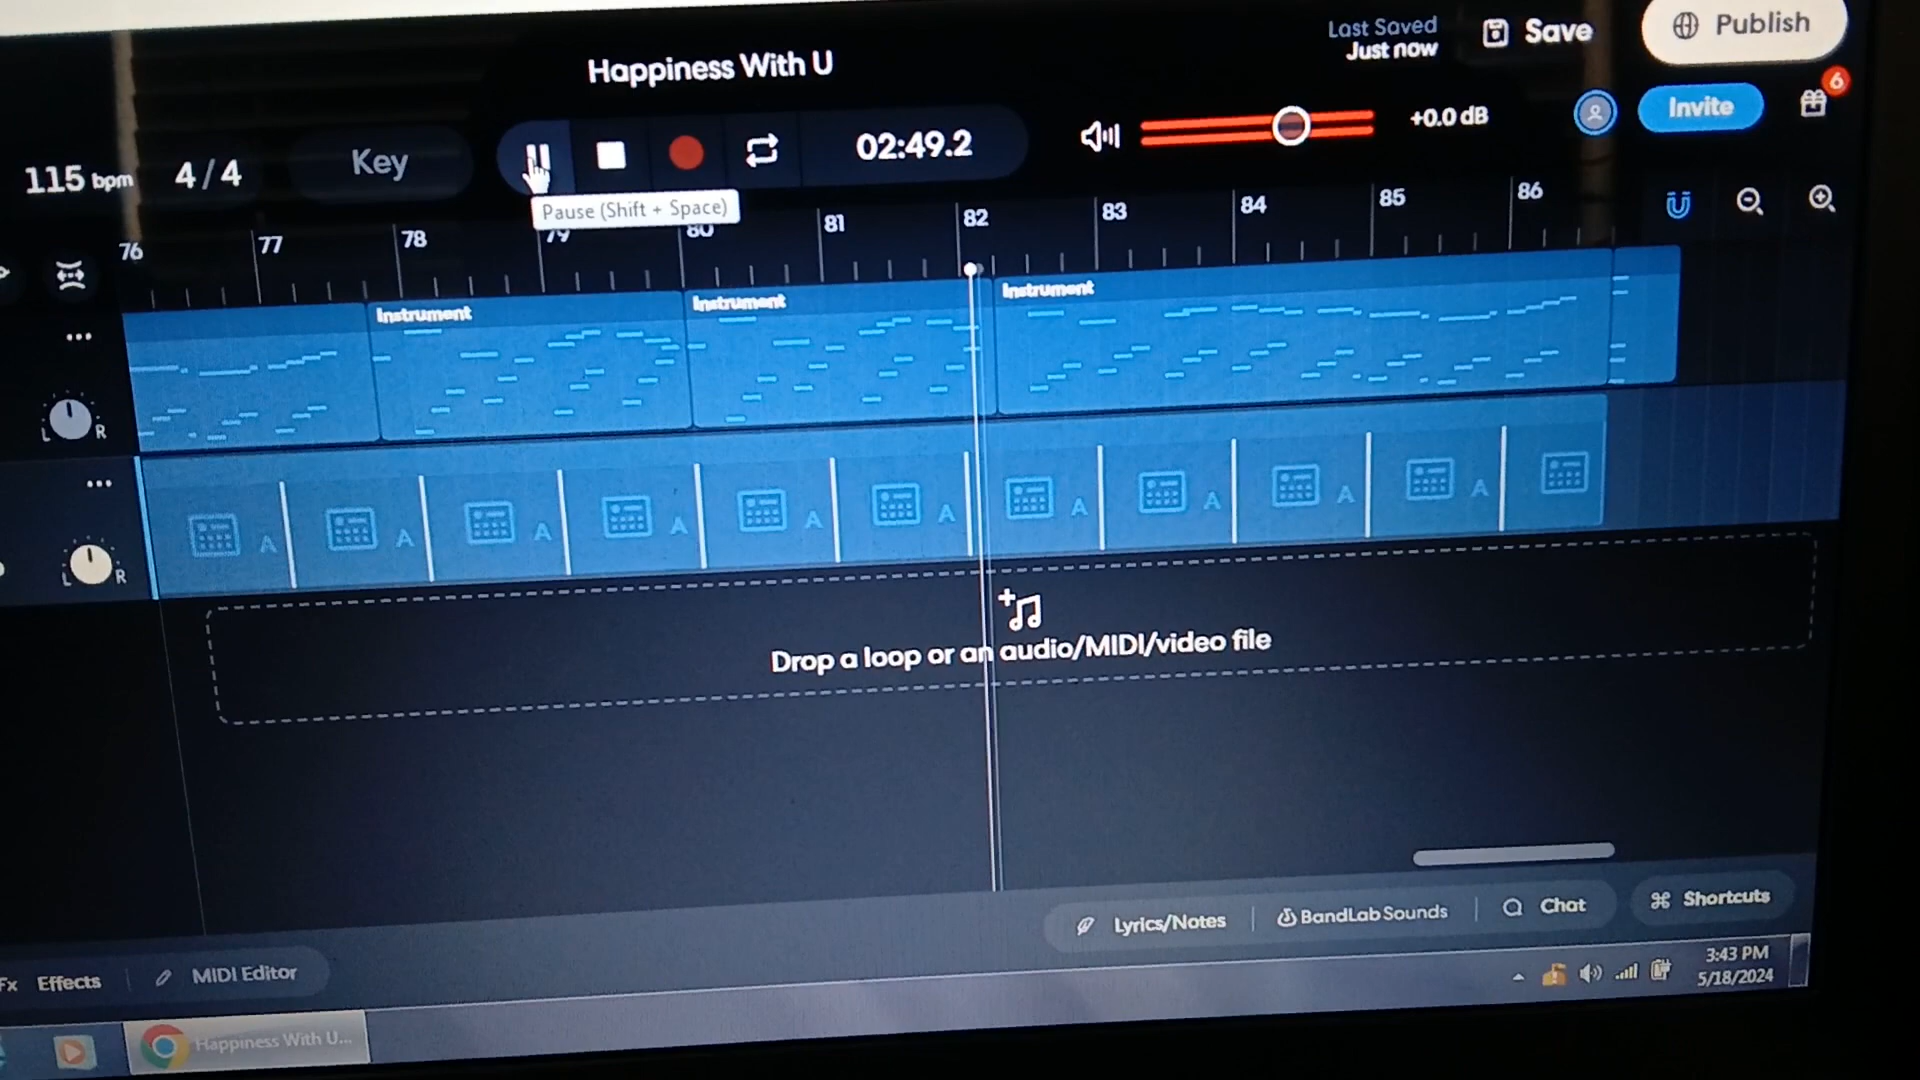 Happiness With U
Last Saved
Just now
Save
Publish
115 bpm
4 / 4
Key
02:49.2
+0.0 dB
Invite
6
Pause (Shift + Space)
76 77 78 79 80 81 82 83 84 85 86
Instrument
Instrument
Instrument
L R
A A A A A A A A A A
L R
Drop a loop or an audio/MIDI/video file
Lyrics/Notes
BandLab Sounds
Chat
Shortcuts
Fx Effects
MIDI Editor
3:43 PM
5/18/2024
Happiness With U...